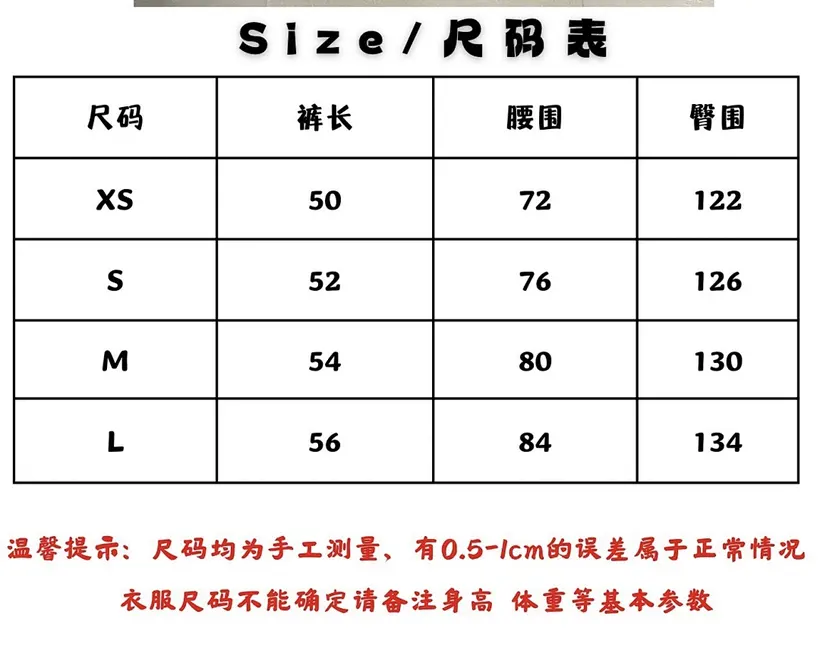 Size/尺码表
尺码 裤长 腰围 臀围
XS 50 72 122
S 52 76 126
M 54 80 130
L 56 84 134
温馨提示：尺码均为手工测量、有0.5-1cm的误差属于正常情况
衣服尺码不能确定请备注身高 体重等基本参数